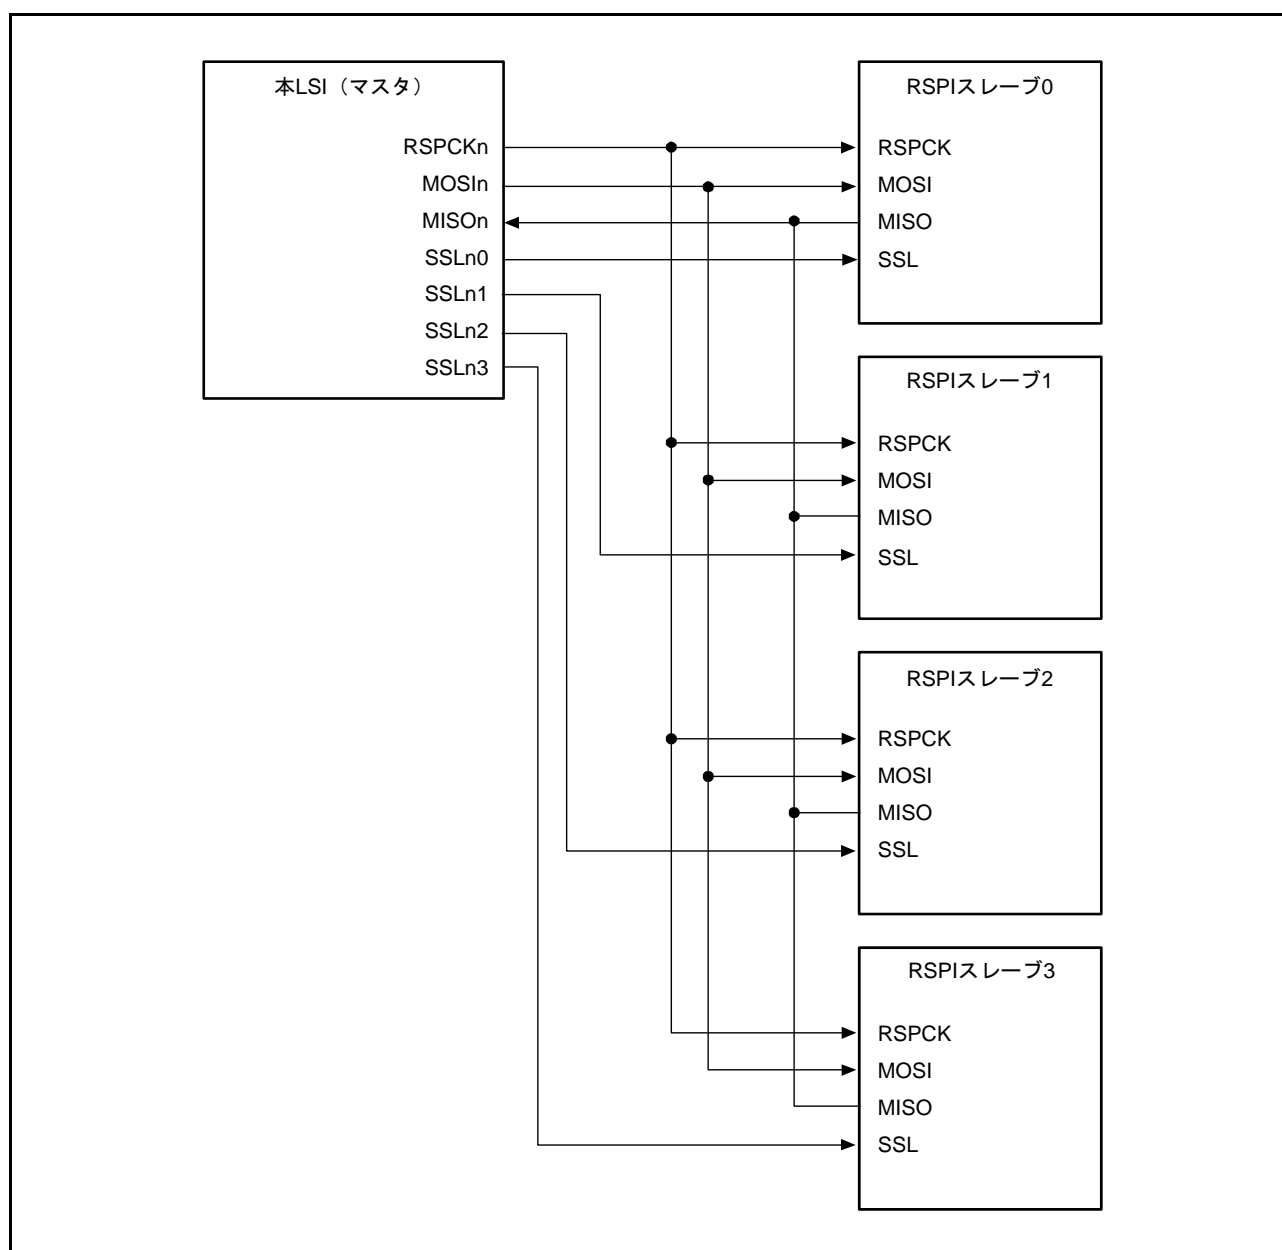 本LSI（マスタ）
RSPCKn
MOSIn
MISOn
SSLn0
SSLn1
SSLn2
SSLn3
RSPIスレーブ0
RSPCK
MOSI
MISO
SSL
RSPIスレーブ1
RSPCK
MOSI
MISO
SSL
RSPIスレーブ2
RSPCK
MOSI
MISO
SSL
RSPIスレーブ3
RSPCK
MOSI
MISO
SSL